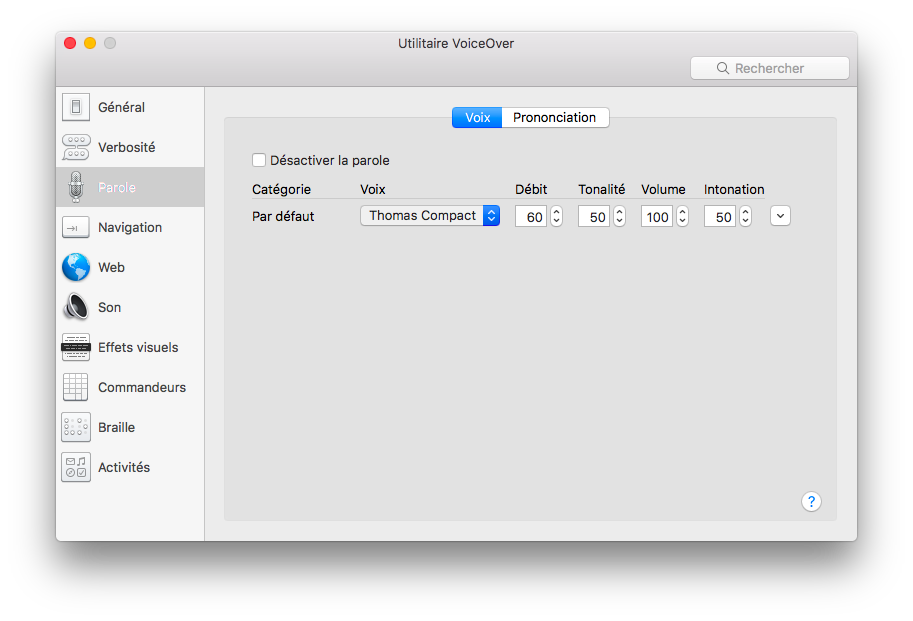 Utilitaire VoiceOver
Rechercher
Général
Verbosité
Parole
Navigation
Web
Son
Effets visuels
Commandeurs
Braille
Activités
Voix Prononciation
Désactiver la parole
Catégorie Voix Débit Tonalité Volume Intonation
Par défaut Thomas Compact 60 50 100 50
?